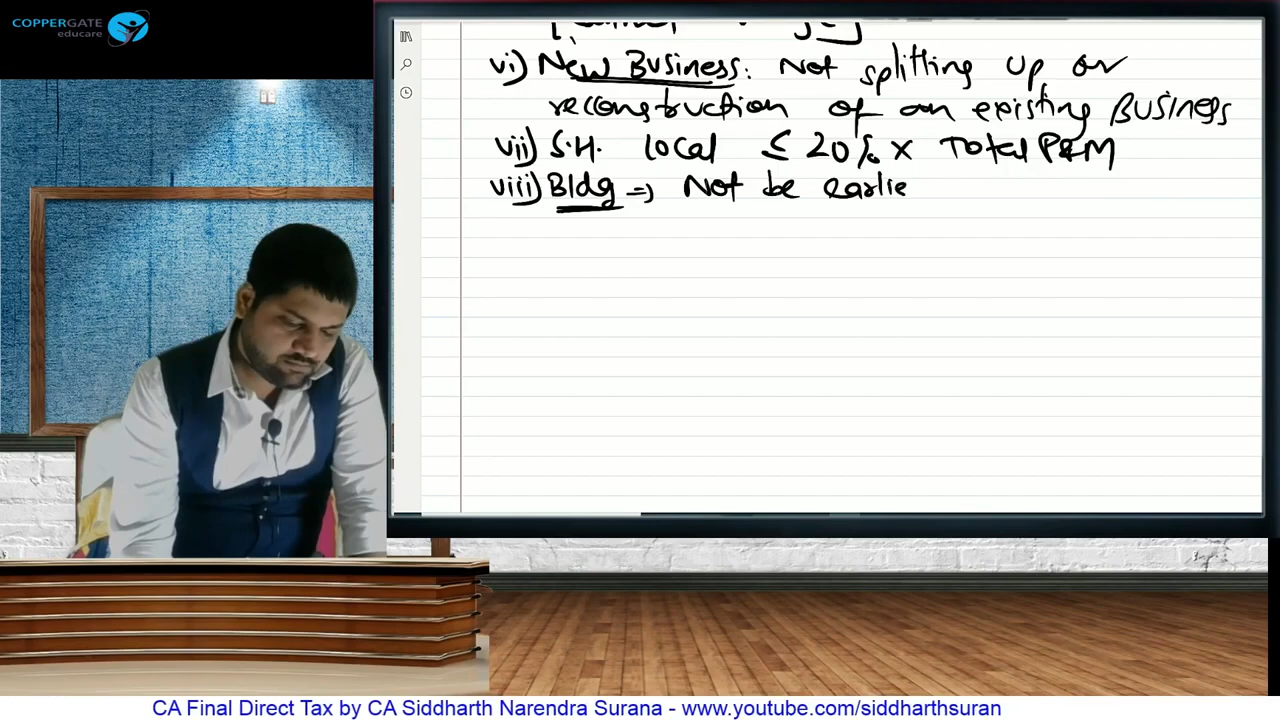 COPPERGATE
educare
vi) New Business: Not splitting up or
reconstruction of an existing BUSINESS
vii) S.H. local ≤ 20% x Total P&M
viii) Bldg ⇒ Not be earlie
CA Final Direct Tax by CA Siddharth Narendra Surana - www.youtube.com/siddharthsuran